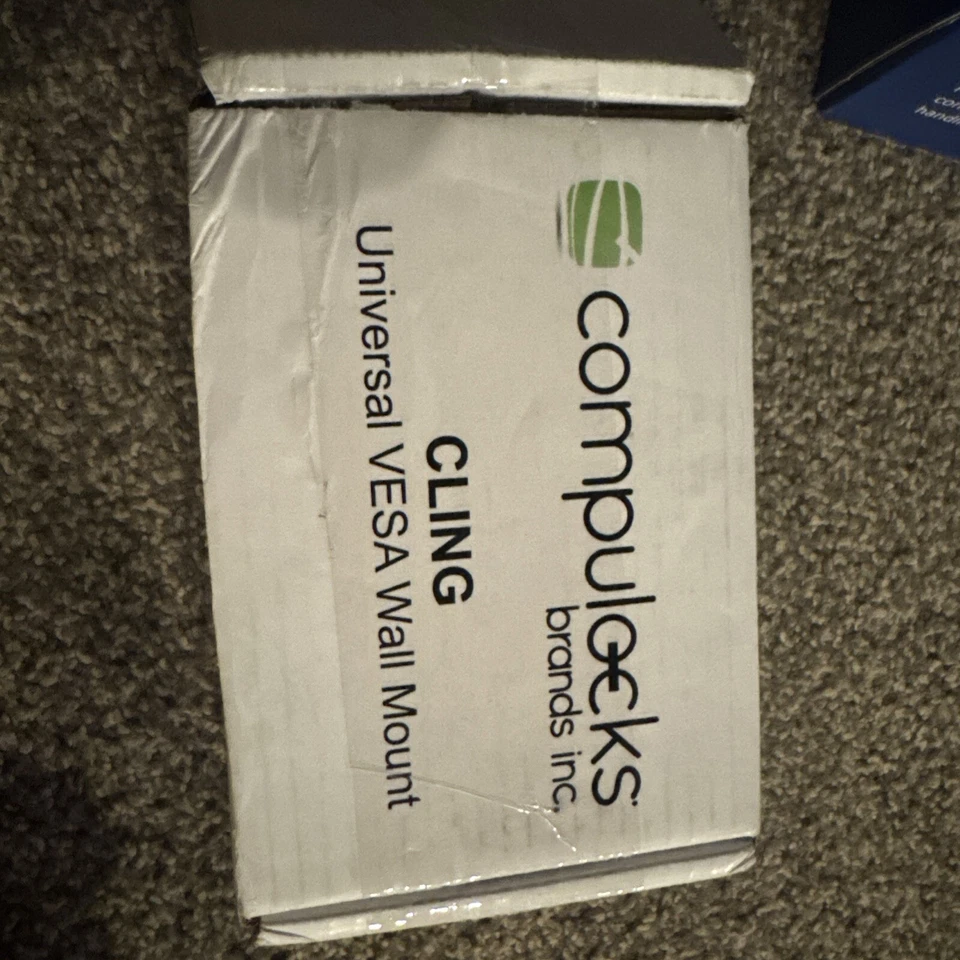 compulocks
brands inc.
CLING
Universal VESA Wall Mount